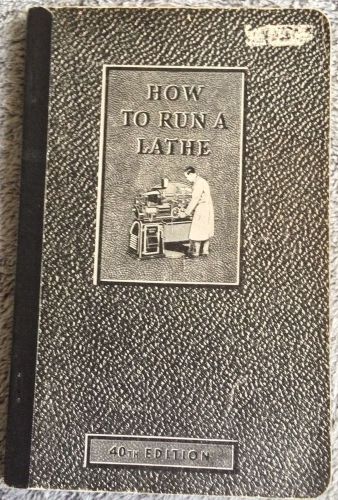 HOW
TO RUN A
LATHE
40TH EDITION